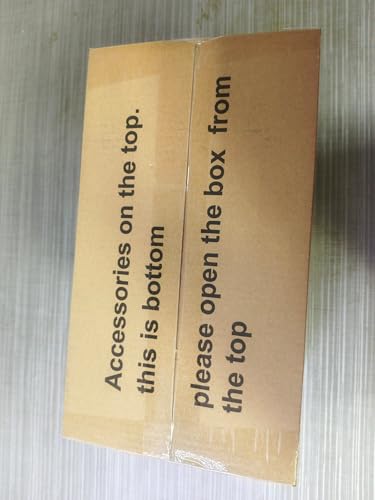 Accessories on the top.
this is bottom
please open the box from
the top